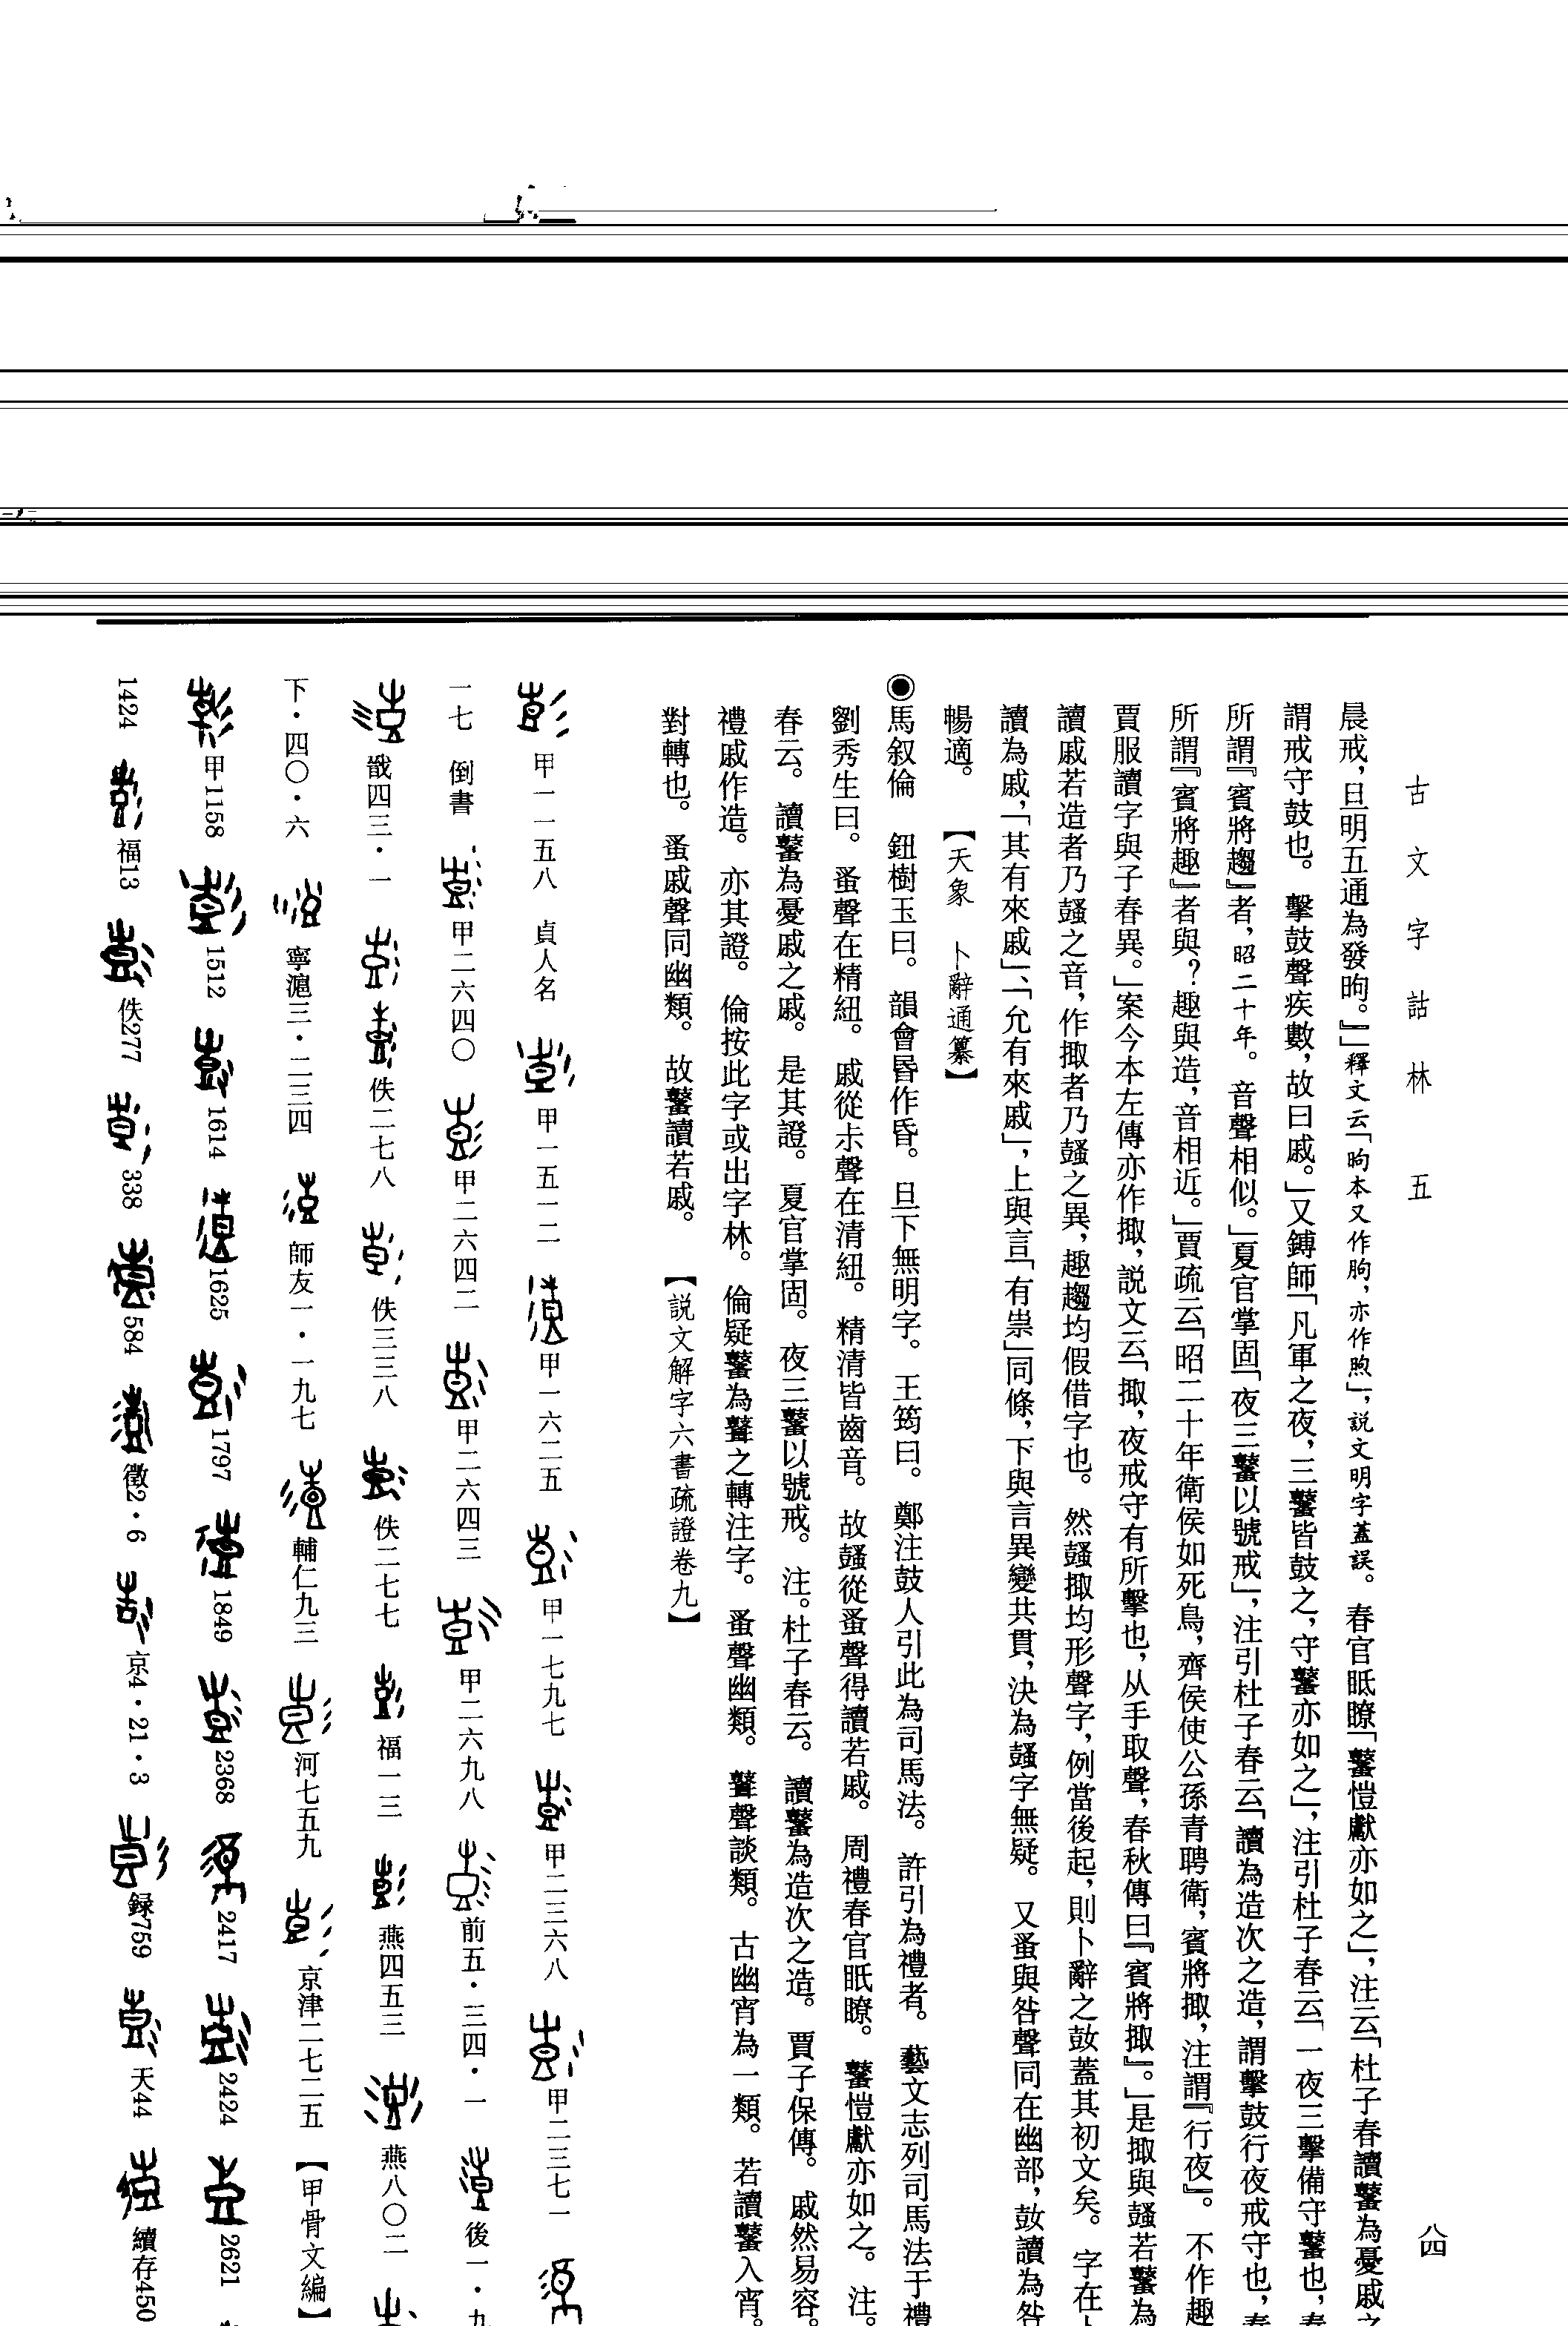 古文字詁林 五
八四
晨戒，旦明五通為發昫。』」釋文云「昫本又作朐，亦作煦」，説文明字蓋誤。春官眡瞭「鼜愷獻亦如之」，注云「杜子春讀鼜為憂戚之
謂戒守鼓也。擊鼓聲疾數，故曰戚。」又鎛師「凡軍之夜，三鼜皆鼓之，守鼜亦如之」，注引杜子春云「一夜三擊備守鼜也，春
所謂『賓將趨』者，昭二十年。音聲相似。」夏官掌固「夜三鼜以號戒」，注引杜子春云「讀為造次之造，謂擊鼓行夜戒守也，春
所謂『賓將趣』者與？趣與造，音相近。」賈疏云「昭二十年衛侯如死鳥，齊侯使公孫青聘衛，賓將掫，注謂『行夜』。不作趣
賈服讀字與子春異。」案今本左傳亦作掫，説文云「掫，夜戒守有所擊也，从手取聲，春秋傳曰『賓將掫』。」是掫與鼜若鼜為
讀戚若造者乃鼜之音，作掫者乃鼜之異，趣趨均假借字也。然鼜掫均形聲字，例當後起，則卜辭之敱蓋其初文矣。字在卜
讀為戚，「其有來戚」、「允有來戚」，上與言「有祟」同條，下與言異變共貫，決為鼜字無疑。又蚤與咎聲同在幽部，讀為咎
暢適。【天象 卜辭通纂】
◉馬叙倫 鈕樹玉曰。韻會昬作昏。旦下無明字。王筠曰。鄭注鼓人引此為司馬法。許引為禮者。藝文志列司馬法于禮
劉秀生曰。蚤聲在精紐。戚從尗聲在清紐。精清皆齒音。故鼜從蚤聲得讀若戚。周禮春官眡瞭。鼜愷獻亦如之。注。
春云。讀鼜為憂戚之戚。是其證。夏官掌固。夜三鼜以號戒。注。杜子春云。讀鼜為造次之造。賈子保傅。戚然易容。
禮戚作造。亦其證。倫按此字或出字林。倫疑鼜為之轉注字。蚤聲幽類。聲談類。古幽宵為一類。若讀鼜入宵。
對轉也。蚤戚聲同幽類。故鼜讀若戚。【説文解字六書疏證卷九】
甲一一五八 貞人名 甲一五一二 甲一六二五 甲一七九七 甲二三六八 甲二三七一
一七 倒書 甲二六四〇 甲二六四二 甲二六四三 甲二六九八 前五・三四・一 後一・九
戩四三・一 佚二七八 佚三三八 佚二七七 福一三 燕四五三 燕八〇二
下・四〇・六 寧滬三・二三四 師友一・一九七 輔仁九三 河七五九 京津二七二五 【甲骨文編】
甲1158 1512 1614 1625 1797 1849 2368 2417 2424 2621
1424 福13 佚277 338 584 徵2・6 京4・21・3 録759 天44 續存450